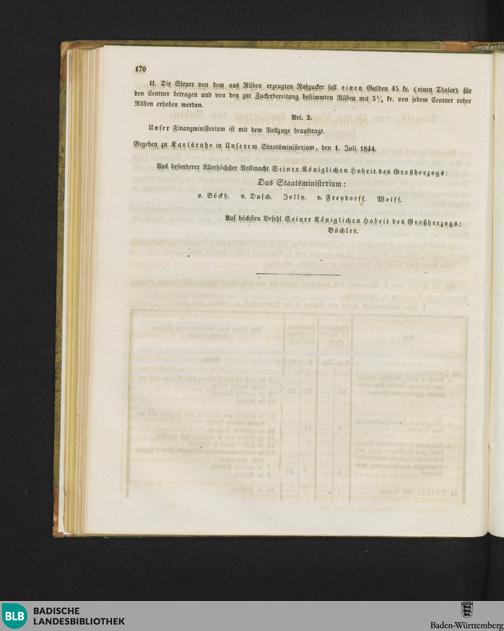 170
II. Die Steuer von dem aus Rüben erzeugten Rohzucker soll einen Gulden 45 kr. (einen Thaler) für
den Centner betragen und von den zur Zuckerbereitung bestimmten Rüben mit 5¼ kr. von jedem Centner roher
Rüben erhoben werden.
Art. 2.
Unser Finanzministerium ist mit dem Vollzuge beauftragt.
Gegeben zu Karlsruhe in Unserem Staatsministerium, den 1. Juli 1844.
Aus besonderer Allerhöchster Vollmacht Seiner Königlichen Hoheit des Großherzogs:
Das Staatsministerium:
v. Böckh. v. Dusch. Jolly. v. Freydorff. Wolff.
Auf höchsten Befehl Seiner Königlichen Hoheit des Großherzogs:
Büchler.
BLB
BADISCHE
LANDESBIBLIOTHEK
Baden-Württemberg